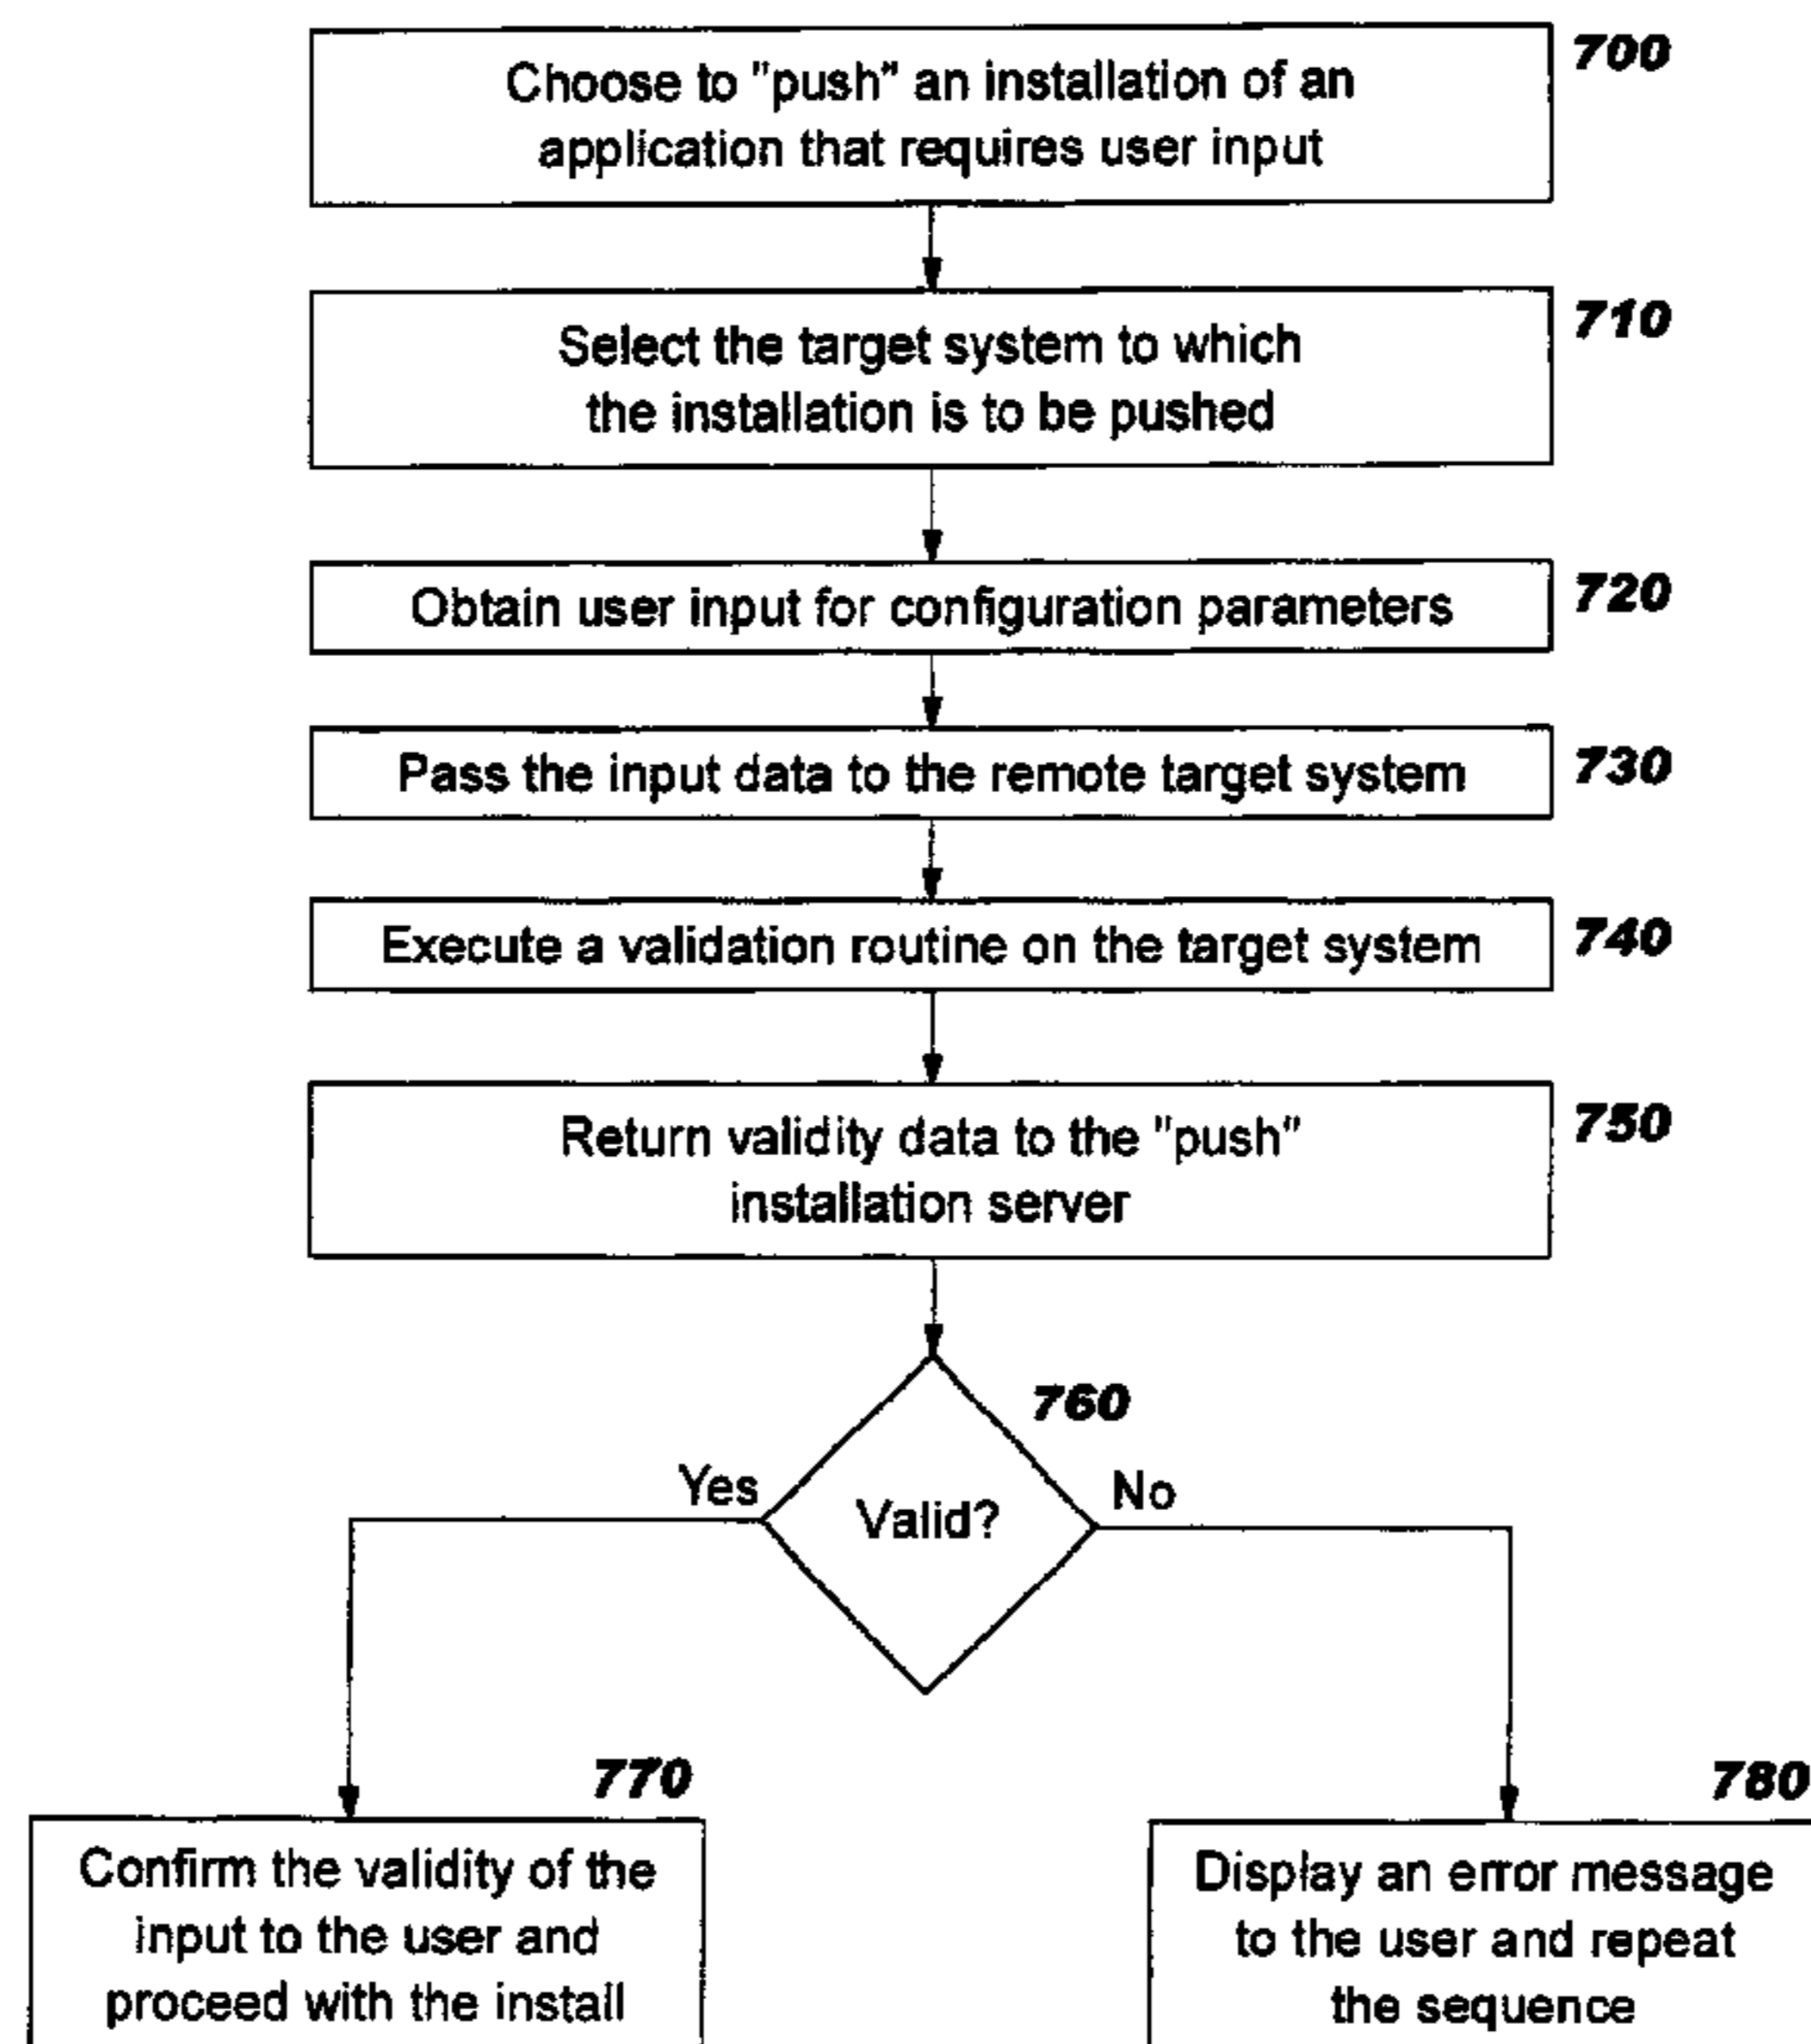 Choose to "push" an installation of an
application that requires user input
700
Select the target system to which
the installation is to be pushed
710
Obtain user input for configuration parameters
720
Pass the input data to the remote target system
730
Execute a validation routine on the target system
740
Return validity data to the "push"
installation server
750
760
Yes
Valid?
No
770
Confirm the validity of the
input to the user and
proceed with the install
780
Display an error message
to the user and repeat
the sequence